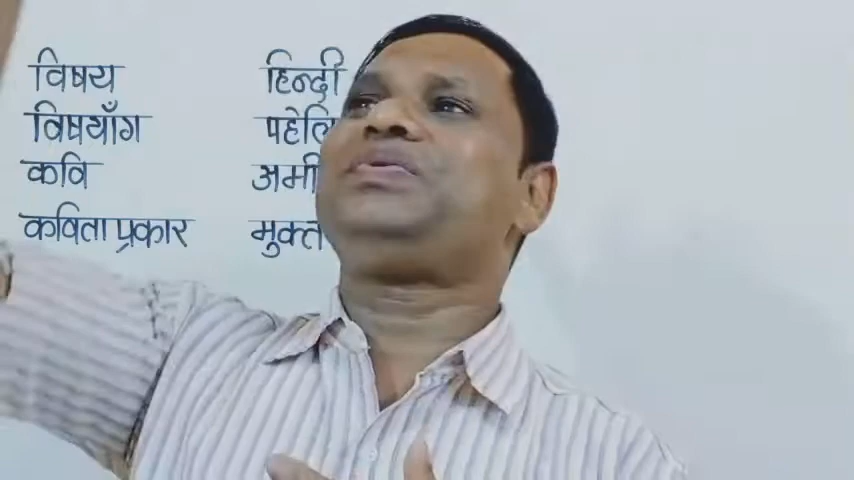 विषय हिन्दी
विषयाँग
कवि
कविता प्रकार